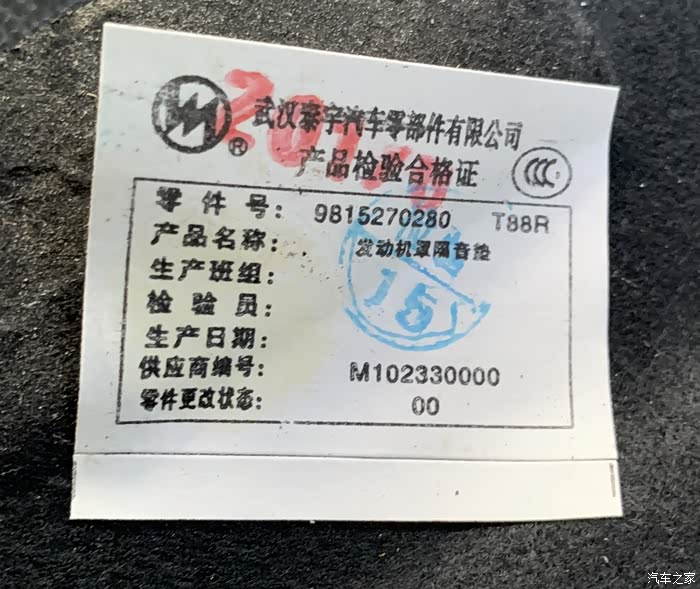 武汉泰宇汽车零部件有限公司
®
产品检验合格证
零件号: 9815270280 T88R
产品名称: 发动机罩隔音垫
生产班组:
检验员:
15
生产日期:
供应商编号: M102330000
零件更改状态: 00
汽车之家